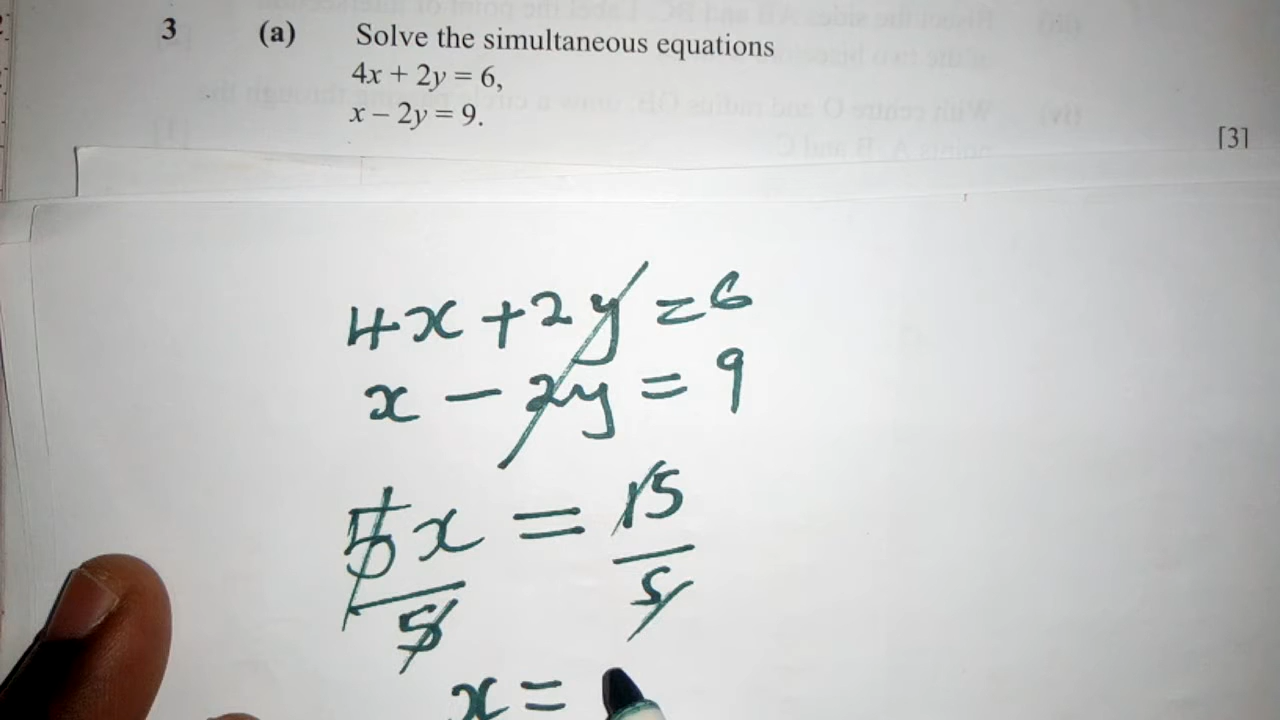 3 (a) Solve the simultaneous equations
4x + 2y = 6,
x − 2y = 9.
[3]
4x + 2y = 6
x − 2y = 9
5x = 15
5 5
x =